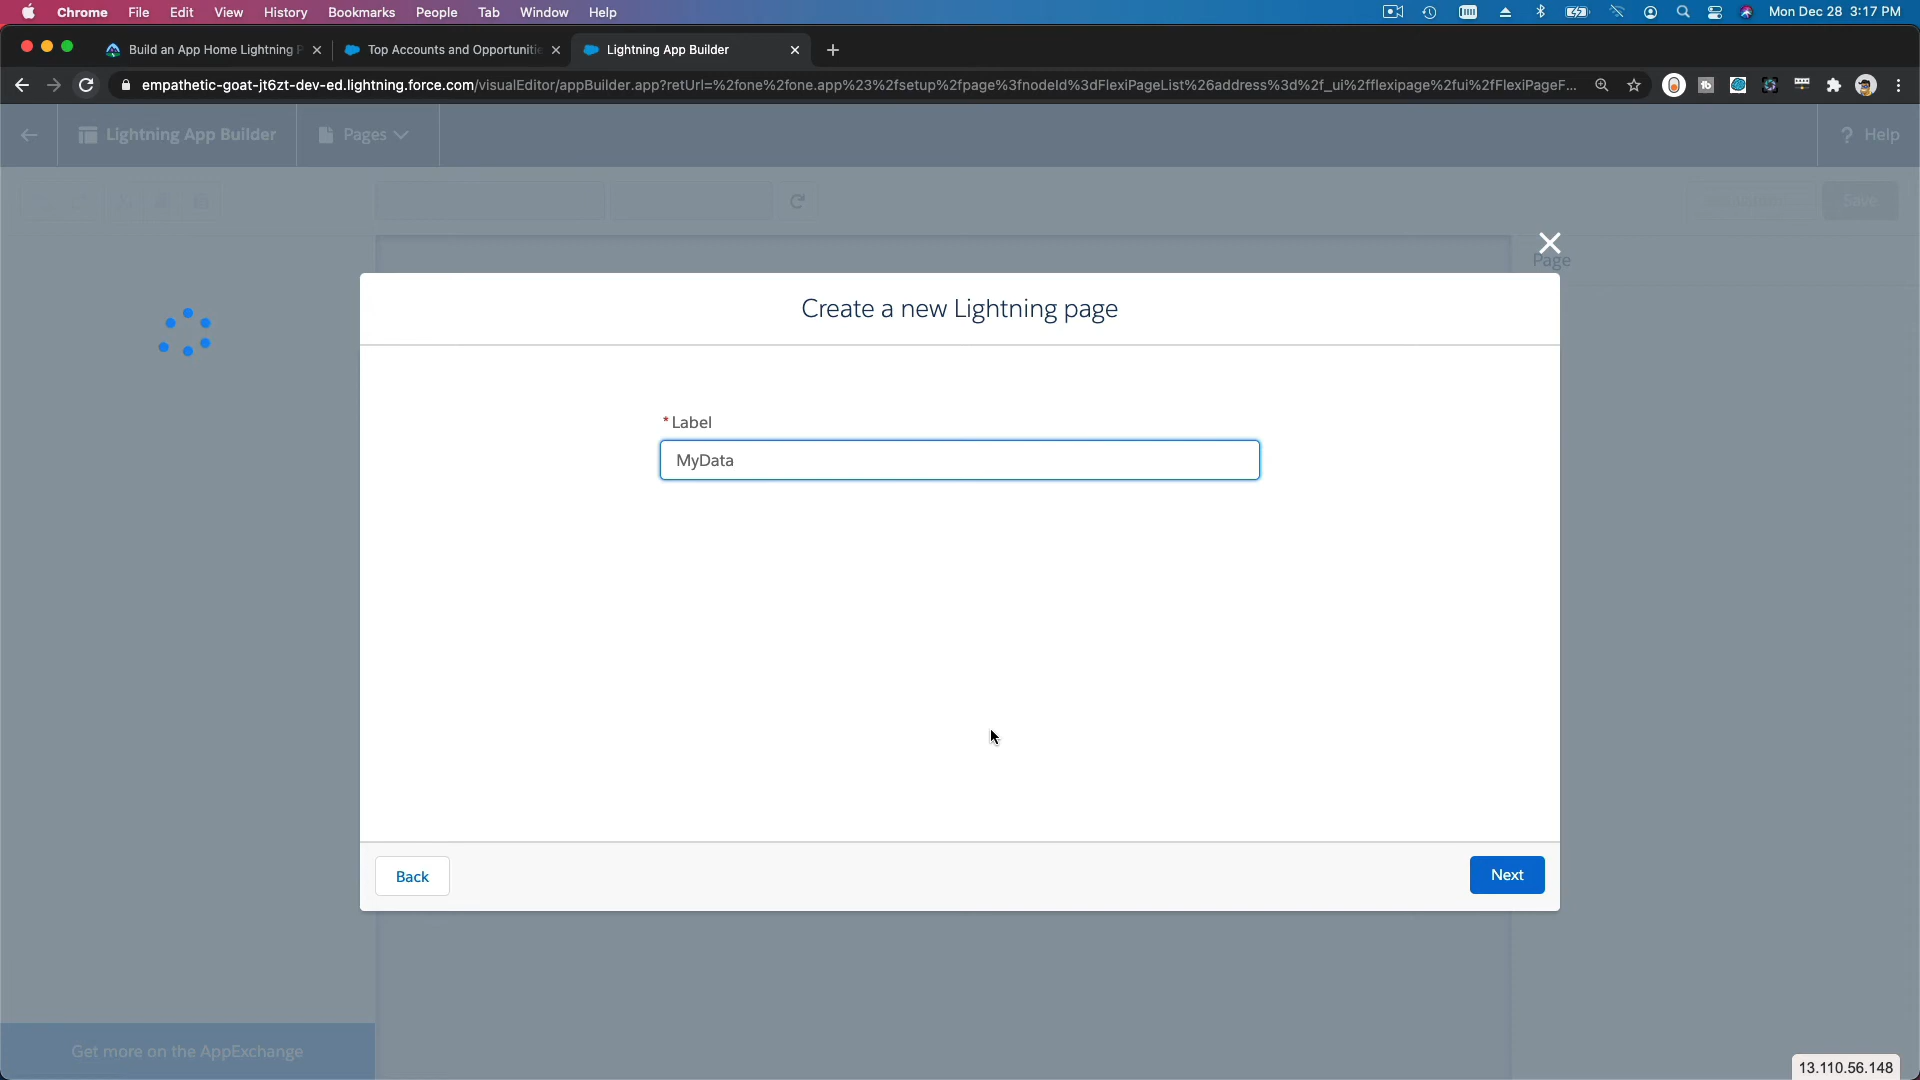 Chrome File Edit View History Bookmarks People Tab Window Help Mon Dec 28 3:17 PM
Build an App Home Lightning P Top Accounts and Opportunitie Lightning App Builder
empathetic-goat-jt6zt-dev-ed.lightning.force.com/visualEditor/appBuilder.app?retUrl=%2fone%2fone.app%23%2fsetup%2fpage%3fnodeId%3dFlexiPageList%26address%3d%2f_ui%2fflexipage%2fui%2fFlexiPageF...
Lightning App Builder Pages ? Help
Save
Page
Create a new Lightning page
* Label
MyData
Back Next
Get more on the AppExchange
13.110.56.148